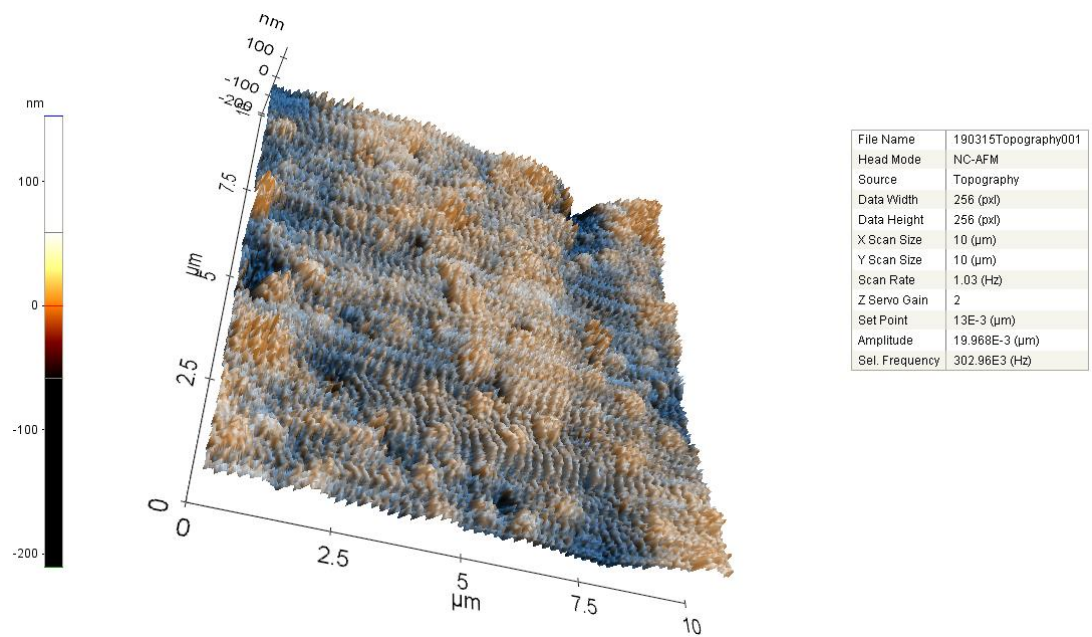 nm
100
0
-100
-200
10
7.5
5
µm
2.5
0
0
2.5
5
µm
7.5
10
nm
100
0
-100
-200
File Name 190315Topography001
Head Mode NC-AFM
Source Topography
Data Width 256 (pxl)
Data Height 256 (pxl)
X Scan Size 10 (µm)
Y Scan Size 10 (µm)
Scan Rate 1.03 (Hz)
Z Servo Gain 2
Set Point 13E-3 (µm)
Amplitude 19.968E-3 (µm)
Sel. Frequency 302.96E3 (Hz)